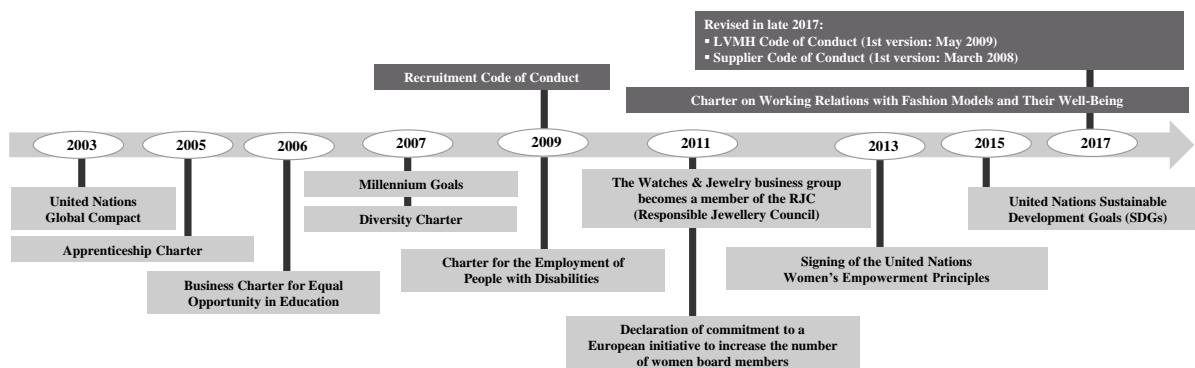 Revised in late 2017:
▪ LVMH Code of Conduct (1st version: May 2009)
▪ Supplier Code of Conduct (1st version: March 2008)
Recruitment Code of Conduct
Charter on Working Relations with Fashion Models and Their Well-Being
2003
2005
2006
2007
2009
2011
2013
2015
2017
United Nations
Global Compact
Apprenticeship Charter
Business Charter for Equal
Opportunity in Education
Millennium Goals
Diversity Charter
Charter for the Employment of
People with Disabilities
The Watches & Jewelry business group
becomes a member of the RJC
(Responsible Jewellery Council)
Declaration of commitment to a
European initiative to increase the number
of women board members
Signing of the United Nations
Women’s Empowerment Principles
United Nations Sustainable
Development Goals (SDGs)